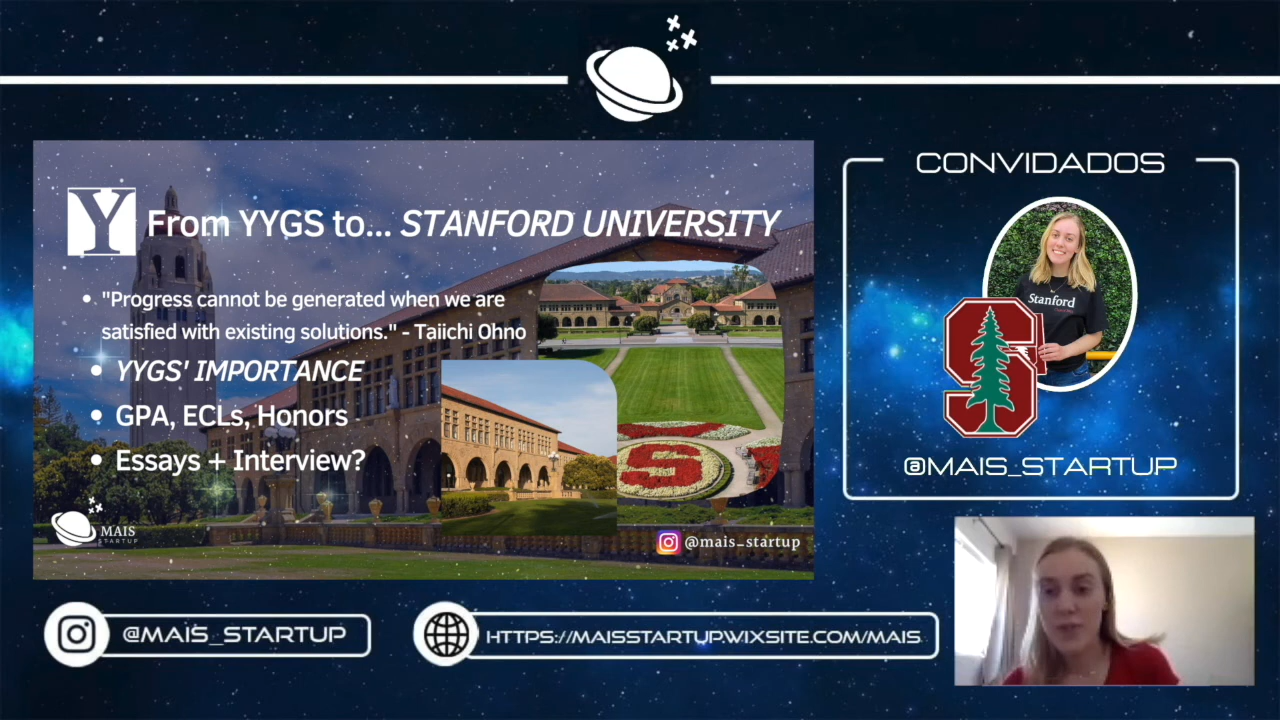 Y From YYGS to... STANFORD UNIVERSITY
• "Progress cannot be generated when we are
satisfied with existing solutions." - Taiichi Ohno
• YYGS' IMPORTANCE
• GPA, ECLs, Honors
• Essays + Interview?
MAIS
STARTUP
@mais_startup
CONVIDADOS
Stanford
S
@MAIS_STARTUP
@MAIS_STARTUP
HTTPS://MAISSTARTUP.WIXSITE.COM/MAIS